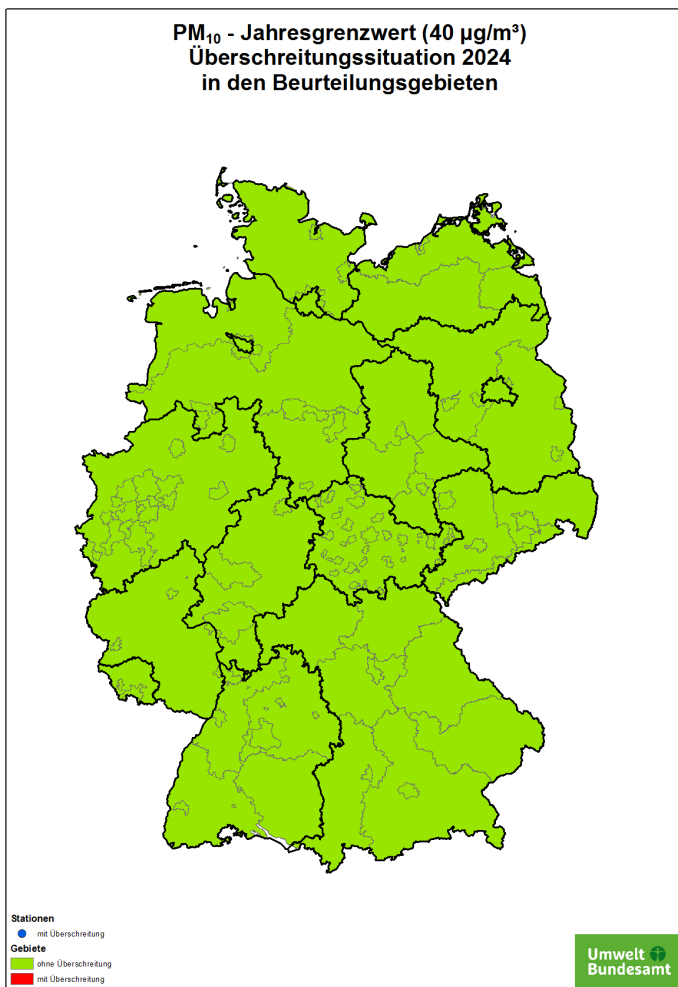 PM₁₀ - Jahresgrenzwert (40 µg/m³)
Überschreitungssituation 2024
in den Beurteilungsgebieten
Stationen
mit Überschreitung
Gebiete
ohne Überschreitung
mit Überschreitung
Umwelt
Bundesamt